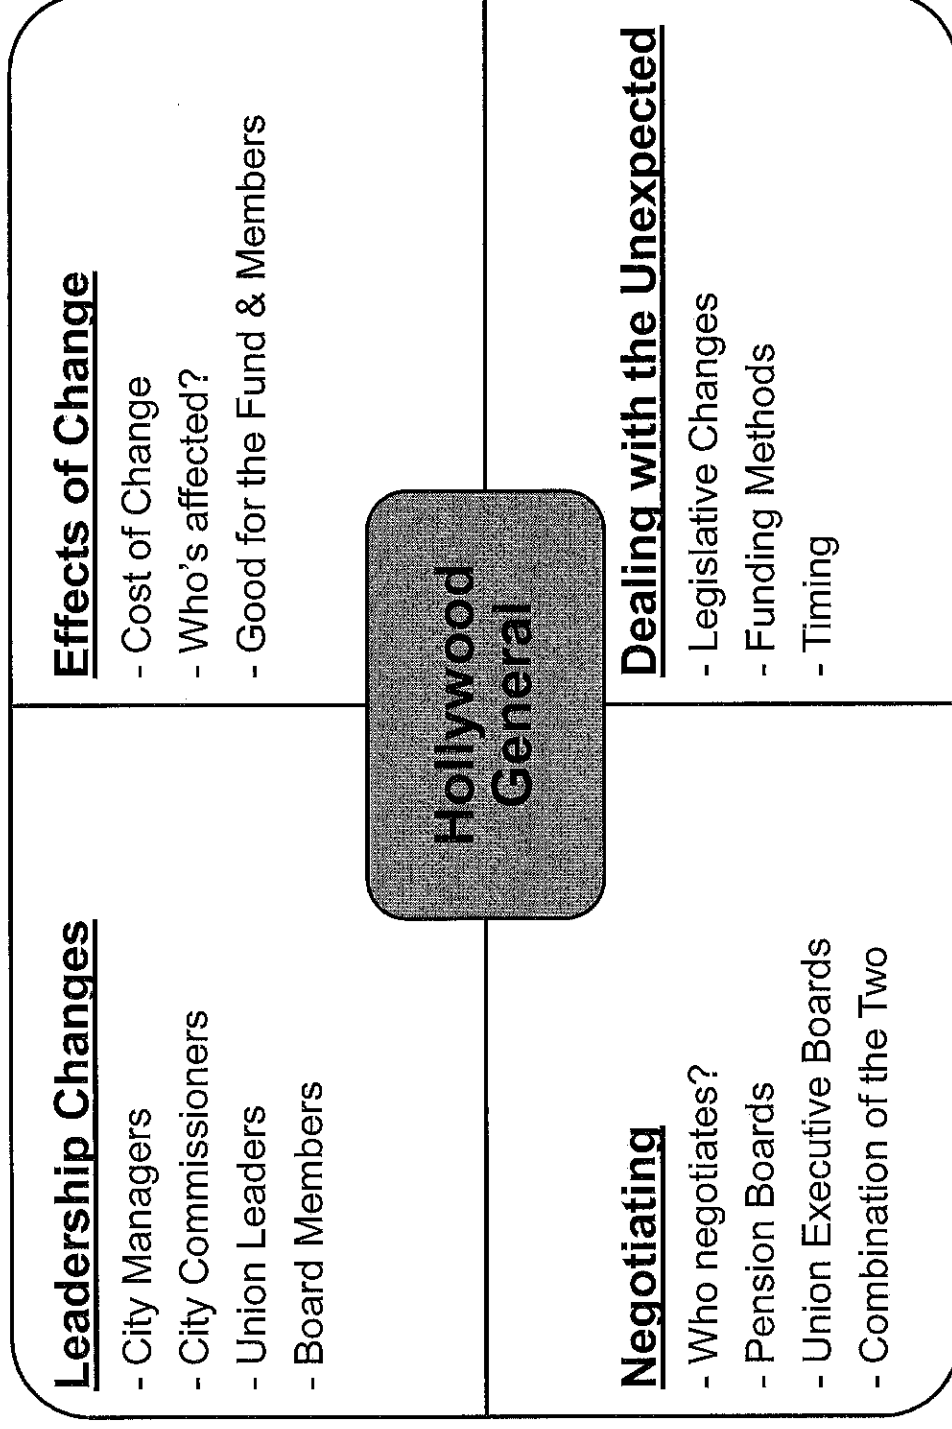 Leadership Changes
- City Managers
- City Commissioners
- Union Leaders
- Board Members
Effects of Change
- Cost of Change
- Who's affected?
- Good for the Fund & Members
Hollywood
General
Negotiating
- Who negotiates?
- Pension Boards
- Union Executive Boards
- Combination of the Two
Dealing with the Unexpected
- Legislative Changes
- Funding Methods
- Timing